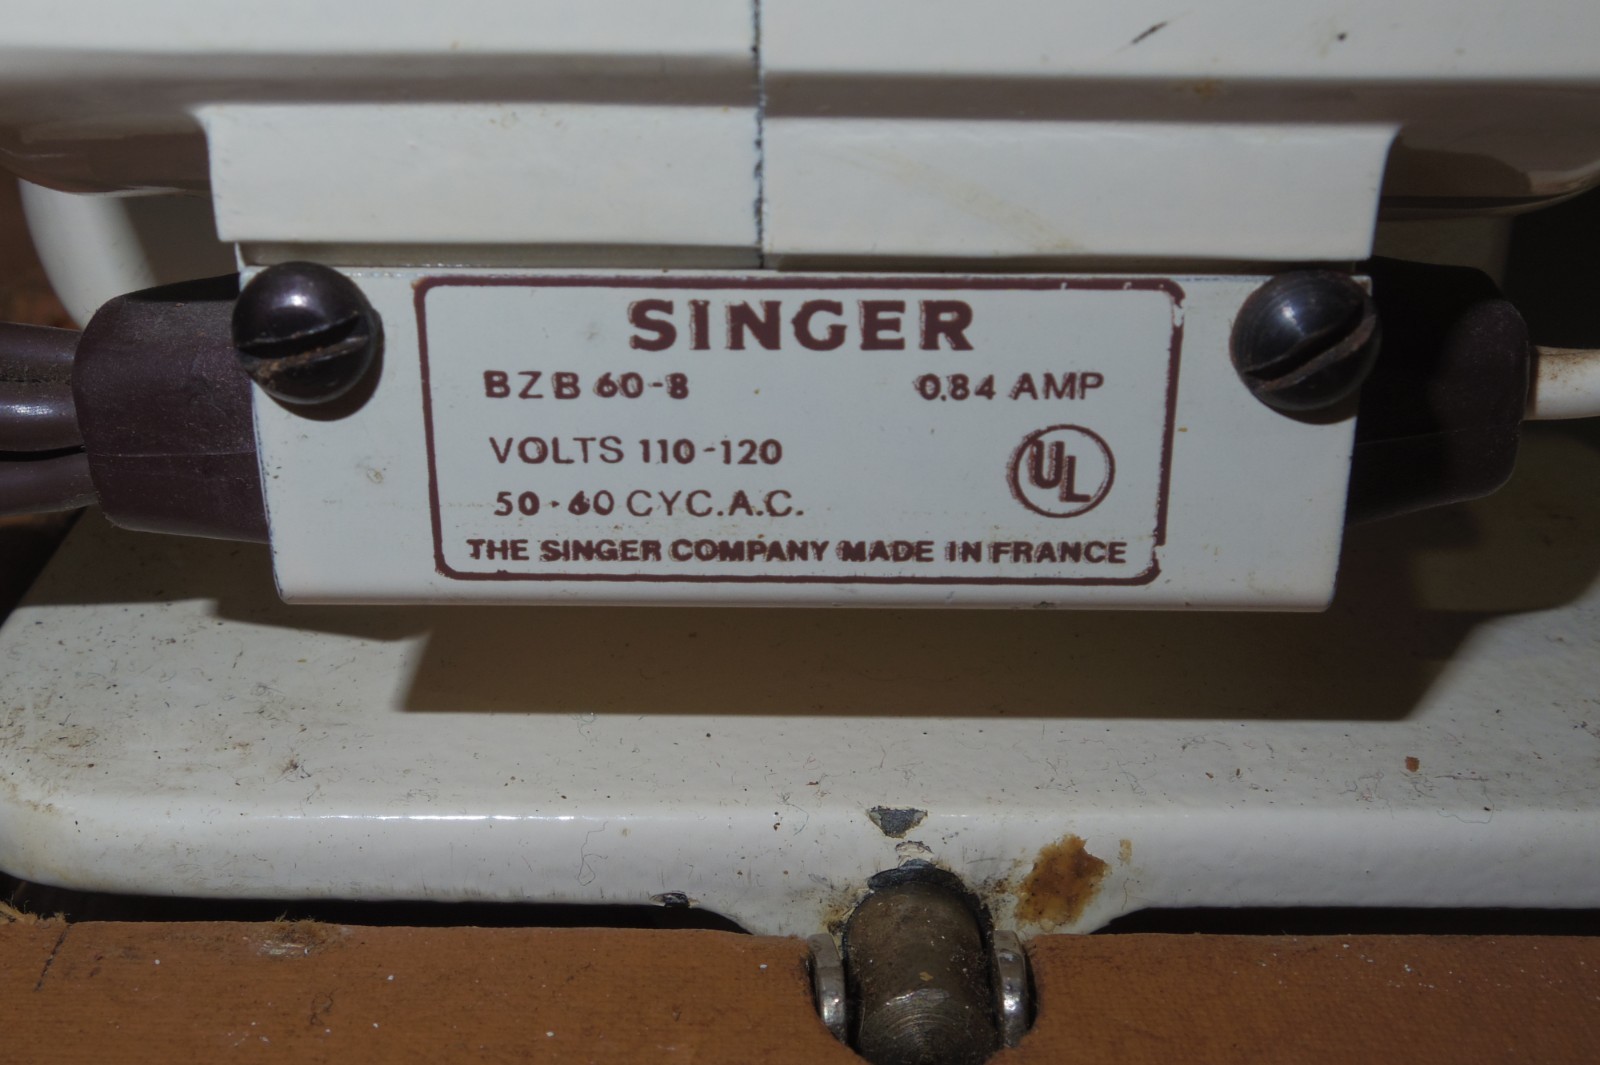 SINGER
BZB 60-8 0.84 AMP
VOLTS 110-120
UL
50-60 CYC.A.C.
THE SINGER COMPANY MADE IN FRANCE